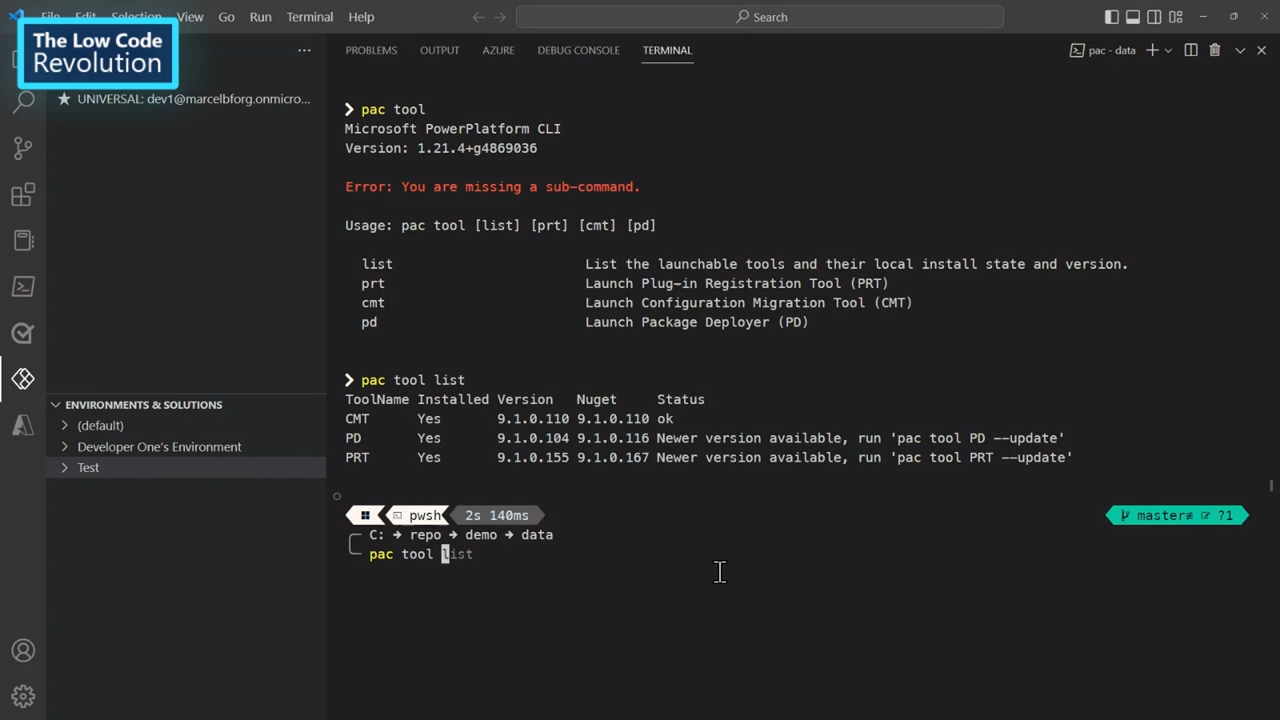 File Edit Selection View Go Run Terminal Help
Search
The Low Code
Revolution
UNIVERSAL: dev1@marcelbforg.onmicro...
ENVIRONMENTS & SOLUTIONS
(default)
Developer One's Environment
Test
PROBLEMS OUTPUT AZURE DEBUG CONSOLE TERMINAL
pac - data
❯ pac tool
Microsoft PowerPlatform CLI
Version: 1.21.4+g4869036
Error: You are missing a sub-command.
Usage: pac tool [list] [prt] [cmt] [pd]
list List the launchable tools and their local install state and version.
prt Launch Plug-in Registration Tool (PRT)
cmt Launch Configuration Migration Tool (CMT)
pd Launch Package Deployer (PD)
❯ pac tool list
ToolName Installed Version Nuget Status
CMT Yes 9.1.0.110 9.1.0.110 ok
PD Yes 9.1.0.104 9.1.0.116 Newer version available, run 'pac tool PD --update'
PRT Yes 9.1.0.155 9.1.0.167 Newer version available, run 'pac tool PRT --update'
pwsh 2s 140ms master≢ ?1
C: → repo → demo → data
pac tool list